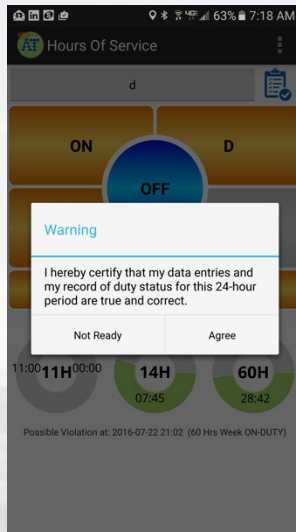 63% 7:18 AM
AT Hours Of Service
d
ON
D
OFF
Warning
I hereby certify that my data entries and
my record of duty status for this 24-hour
period are true and correct.
Not Ready Agree
11:00 11H 00:00 14H 60H
07:45 28:42
Possible Violation at: 2016-07-22 21:02 (60 Hrs Week ON-DUTY)